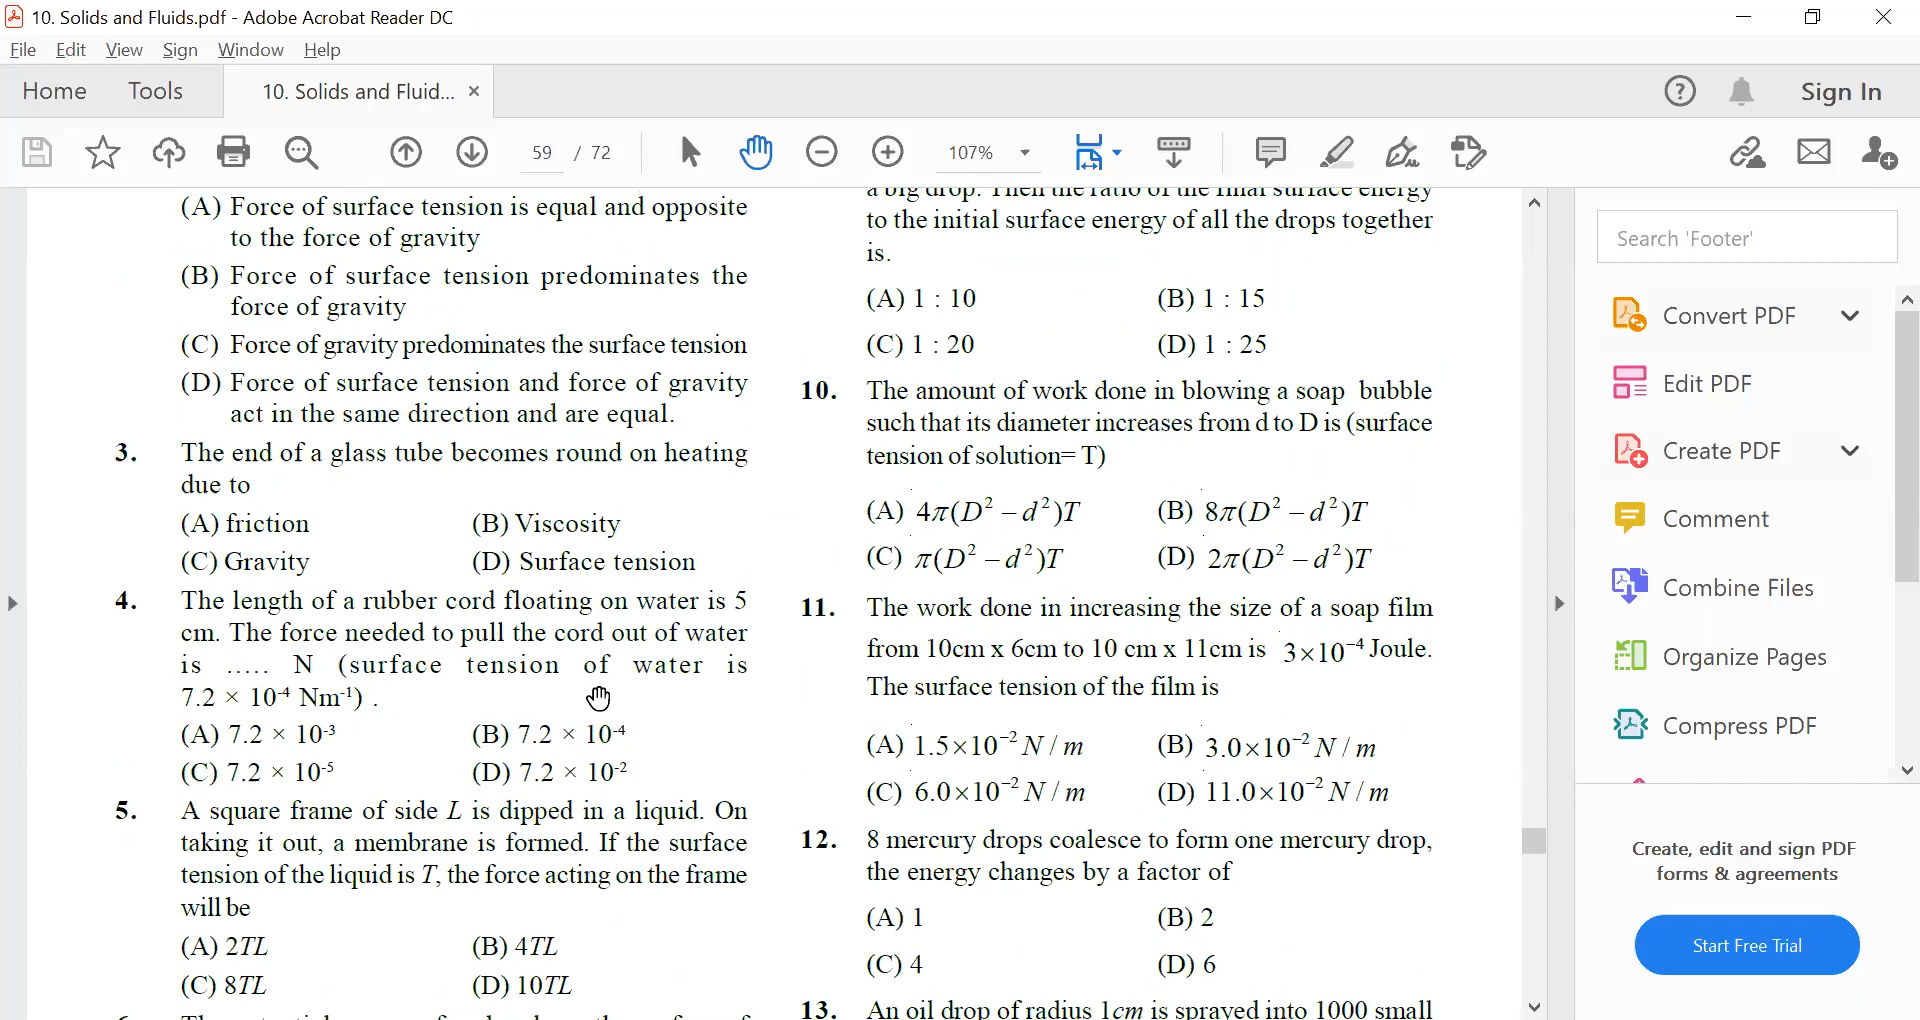 10. Solids and Fluids.pdf - Adobe Acrobat Reader DC
File Edit View Sign Window Help
Home Tools 10. Solids and Fluid... × Sign In
59 / 72 107%
(A) Force of surface tension is equal and opposite
to the force of gravity
(B) Force of surface tension predominates the
force of gravity
(C) Force of gravity predominates the surface tension
(D) Force of surface tension and force of gravity
act in the same direction and are equal.
3. The end of a glass tube becomes round on heating
due to
(A) friction (B) Viscosity
(C) Gravity (D) Surface tension
4. The length of a rubber cord floating on water is 5
cm. The force needed to pull the cord out of water
is ..... N (surface tension of water is
7.2 × 10⁻⁴ Nm⁻¹) .
(A) 7.2 × 10⁻³ (B) 7.2 × 10⁻⁴
(C) 7.2 × 10⁻⁵ (D) 7.2 × 10⁻²
5. A square frame of side L is dipped in a liquid. On
taking it out, a membrane is formed. If the surface
tension of the liquid is T, the force acting on the frame
will be
(A) 2TL (B) 4TL
(C) 8TL (D) 10TL
a big drop. Then the ratio of the final surface energy
to the initial surface energy of all the drops together
is.
(A) 1 : 10 (B) 1 : 15
(C) 1 : 20 (D) 1 : 25
10. The amount of work done in blowing a soap bubble
such that its diameter increases from d to D is (surface
tension of solution= T)
(A) 4π(D² – d²)T (B) 8π(D² – d²)T
(C) π(D² – d²)T (D) 2π(D² – d²)T
11. The work done in increasing the size of a soap film
from 10cm x 6cm to 10 cm x 11cm is 3×10⁻⁴ Joule.
The surface tension of the film is
(A) 1.5×10⁻² N / m (B) 3.0×10⁻² N / m
(C) 6.0×10⁻² N / m (D) 11.0×10⁻² N / m
12. 8 mercury drops coalesce to form one mercury drop,
the energy changes by a factor of
(A) 1 (B) 2
(C) 4 (D) 6
13. An oil drop of radius 1cm is sprayed into 1000 small
Search 'Footer'
Convert PDF
Edit PDF
Create PDF
Comment
Combine Files
Organize Pages
Compress PDF
Create, edit and sign PDF
forms & agreements
Start Free Trial